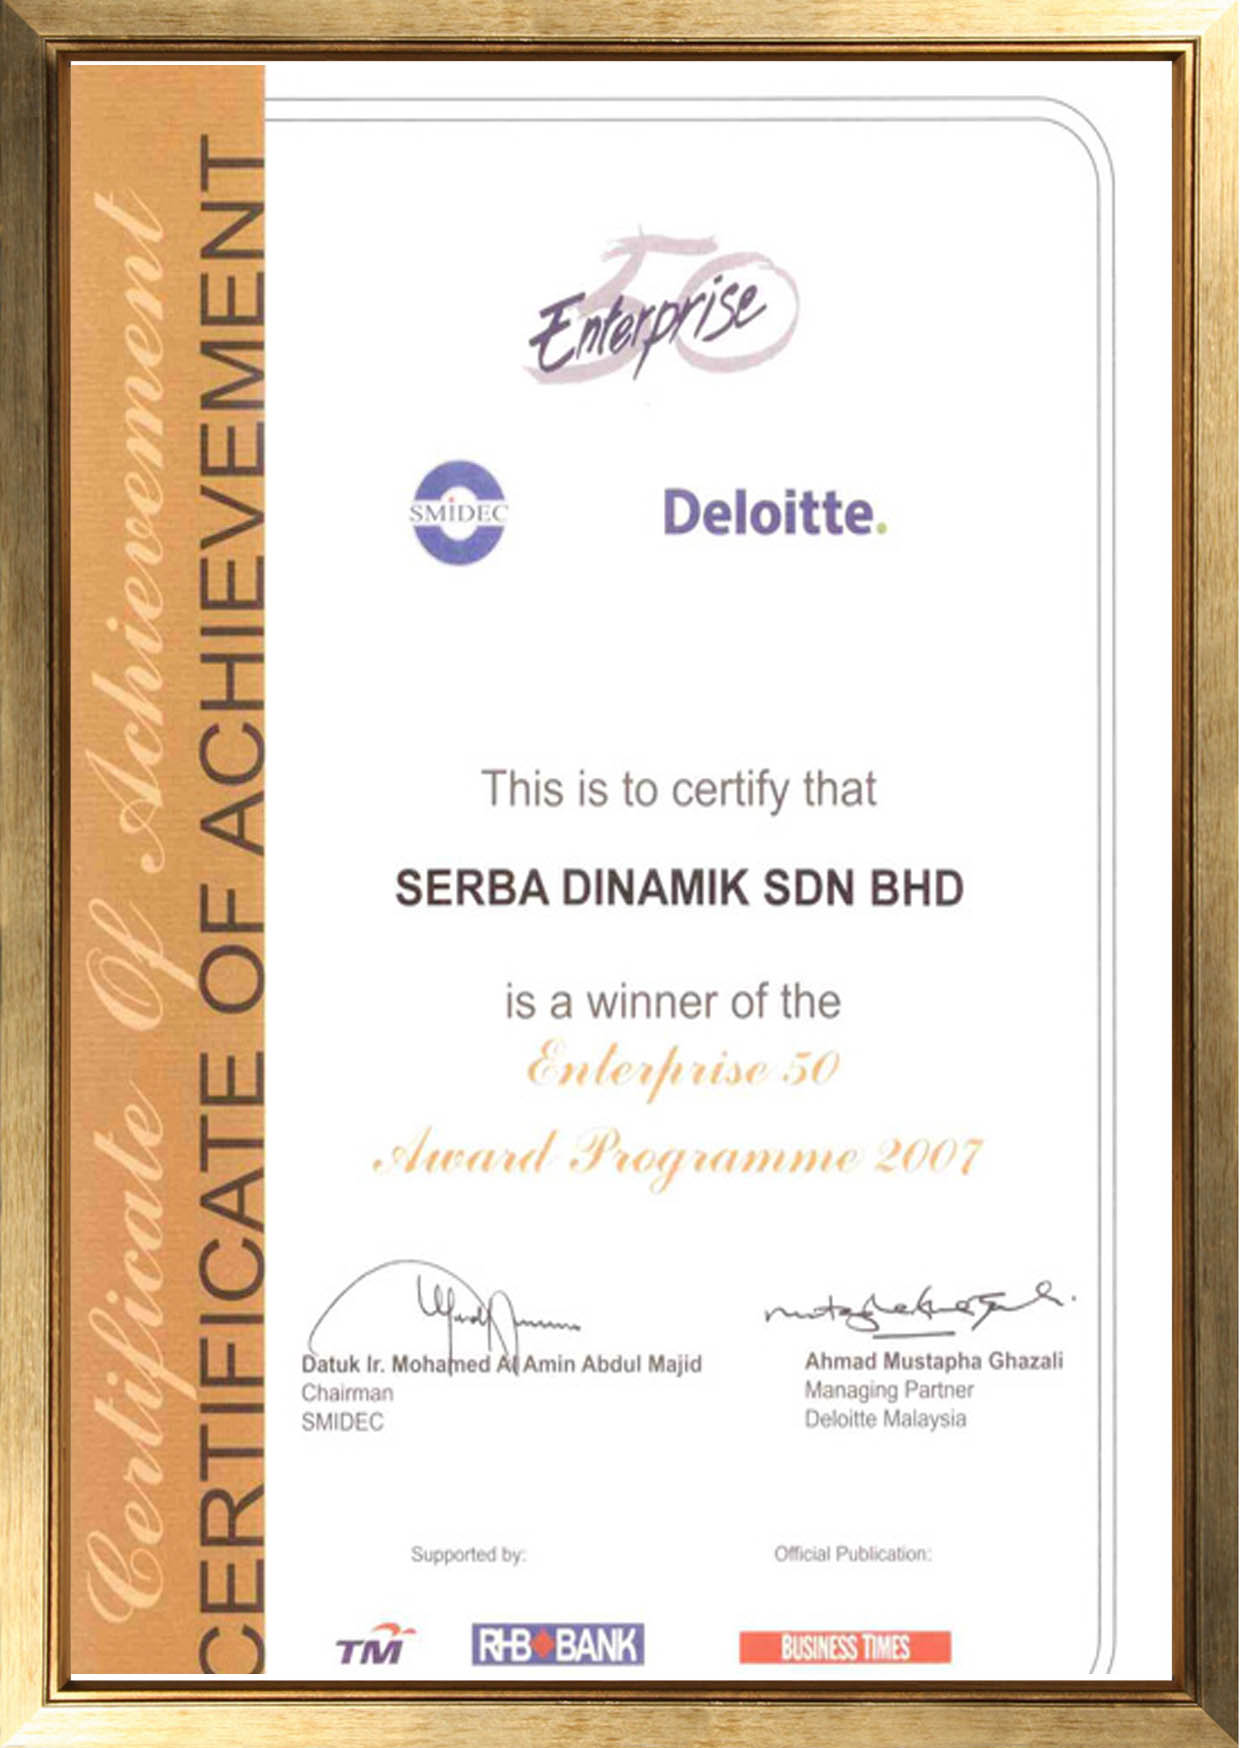 Certificate Of Achievement
CERTIFICATE OF ACHIEVEMENT
50
Enterprise
SMIDEC
Deloitte.
This is to certify that
SERBA DINAMIK SDN BHD
is a winner of the
Enterprise 50
Award Programme 2007
Datuk Ir. Mohamed Al Amin Abdul Majid
Chairman
SMIDEC
Ahmad Mustapha Ghazali
Managing Partner
Deloitte Malaysia
Supported by:
Official Publication:
TM
RHB BANK
BUSINESS TIMES